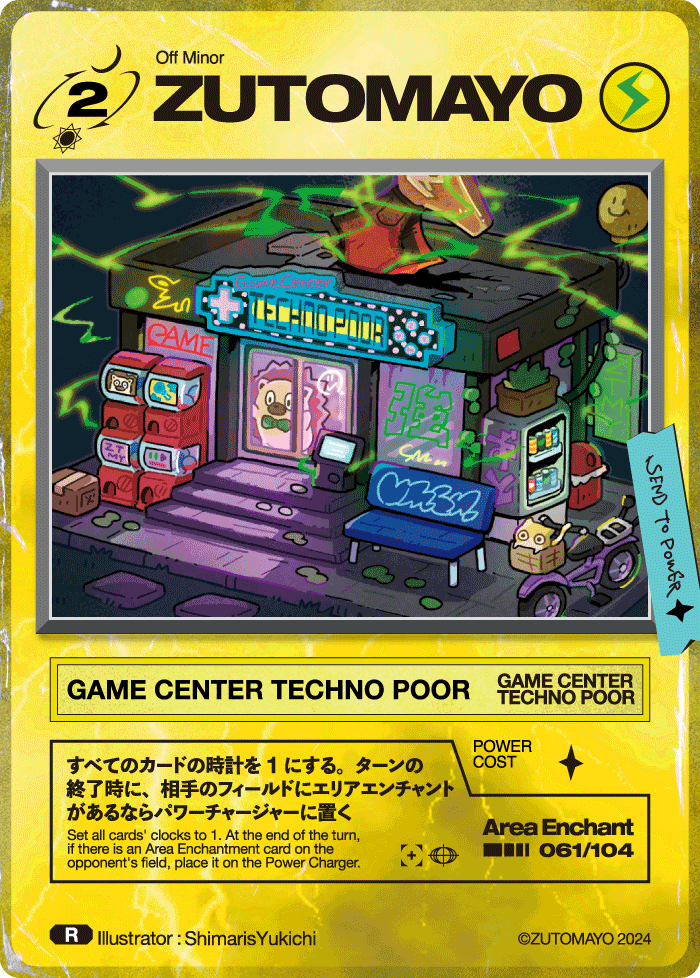 Off Minor
2
ZUTOMAYO
Game Center
TECHNO POOR
GAME
強
ZT
MY
SEND TO POWER
GAME CENTER TECHNO POOR
GAME CENTER
TECHNO POOR
すべてのカードの時計を1にする。ターンの
終了時に、相手のフィールドにエリアエンチャント
があるならパワーチャージャーに置く
Set all cards' clocks to 1. At the end of the turn,
if there is an Area Enchantment card on the
opponent's field, place it on the Power Charger.
POWER
COST
Area Enchant
061/104
R
Illustrator : ShimarisYukichi
©ZUTOMAYO 2024